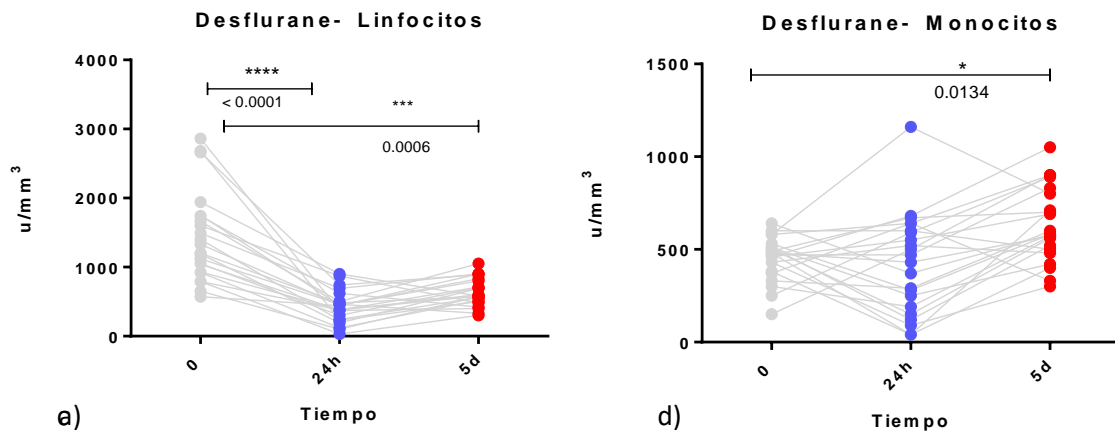 Desflurane- Linfocitos
4000
3000
2000
1000
0
u/mm³
****
< 0.0001
***
0.0006
0
24h
5d
Tiempo
a)
Desflurane- Monocitos
1500
1000
500
0
u/mm³
*
0.0134
0
24h
5d
Tiempo
d)